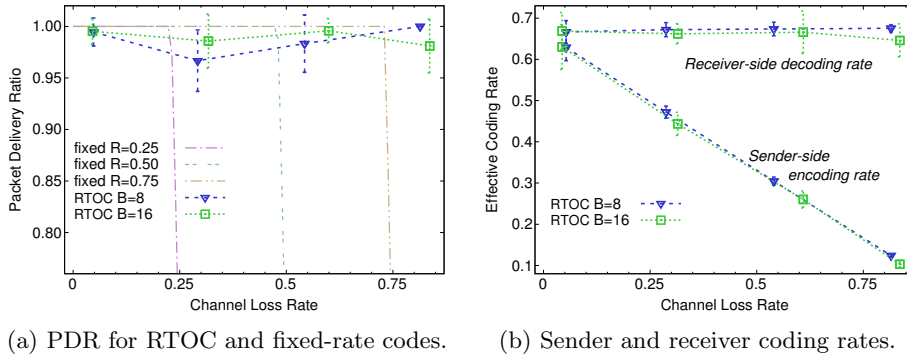 1.00
0.95
0.90
0.85
0.80
0
0.25
0.50
0.75
Packet Delivery Ratio
Channel Loss Rate
fixed R=0.25
fixed R=0.50
fixed R=0.75
RTOC B=8
RTOC B=16
(a) PDR for RTOC and fixed-rate codes.
0.7
0.6
0.5
0.4
0.3
0.2
0.1
0
0.25
0.50
0.75
Effective Coding Rate
Channel Loss Rate
Receiver-side decoding rate
Sender-side
encoding rate
RTOC B=8
RTOC B=16
(b) Sender and receiver coding rates.